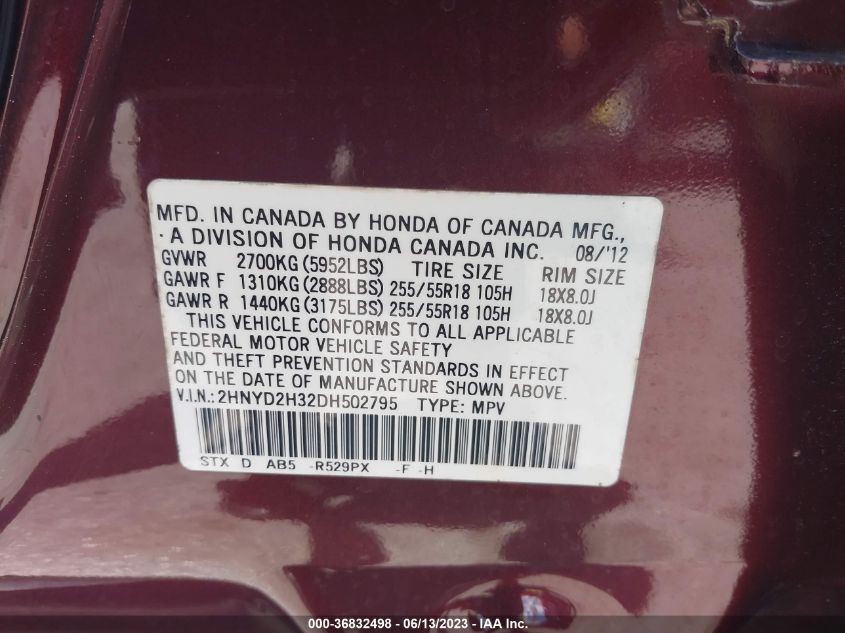 MFD. IN CANADA BY HONDA OF CANADA MFG.,
A DIVISION OF HONDA CANADA INC. 08/'12
GVWR 2700KG (5952LBS) TIRE SIZE RIM SIZE
GAWR F 1310KG (2888LBS) 255/55R18 105H 18X8.0J
GAWR R 1440KG (3175LBS) 255/55R18 105H 18X8.0J
THIS VEHICLE CONFORMS TO ALL APPLICABLE
FEDERAL MOTOR VEHICLE SAFETY
AND THEFT PREVENTION STANDARDS IN EFFECT
ON THE DATE OF MANUFACTURE SHOWN ABOVE.
V.I.N.: 2HNYD2H32DH502795 TYPE: MPV
STX D AB5 -R529PX -F -H
000-36832498 - 06/13/2023 - IAA Inc.